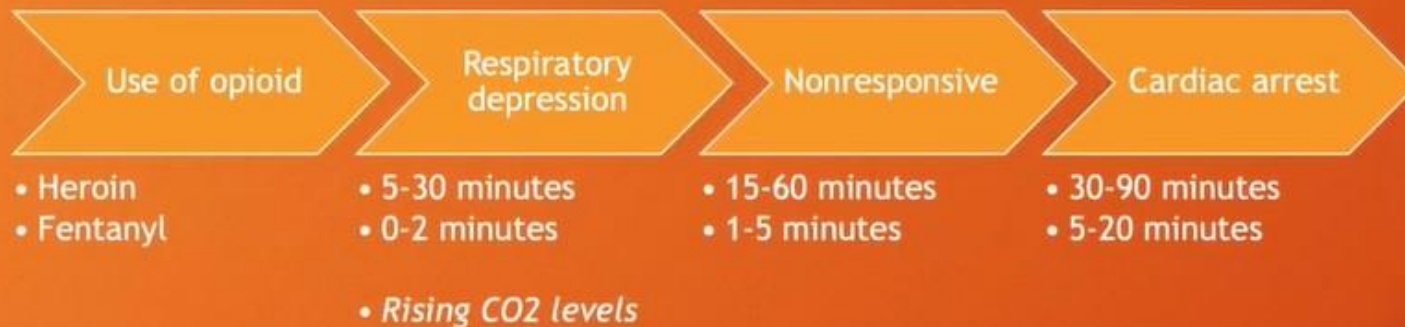 Use of opioid
Respiratory
depression
Nonresponsive
Cardiac arrest
• Heroin
• Fentanyl
• 5-30 minutes
• 0-2 minutes
• Rising CO2 levels
• 15-60 minutes
• 1-5 minutes
• 30-90 minutes
• 5-20 minutes